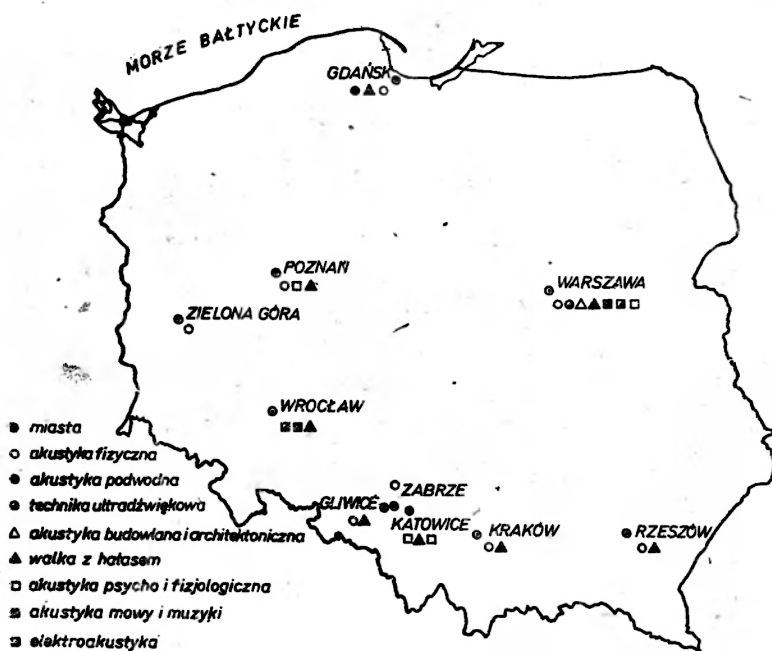 MORZE BAŁTYCKIE
GDAŃSK
POZNAŃ
WARSZAWA
ZIELONA GÓRA
WROCŁAW
ZABRZE
GLIWICE
KATOWICE
KRAKÓW
RZESZÓW
miasta
akustyka fizyczna
akustyka podwodna
technika ultradźwiękowa
akustyka budowlana i architektoniczna
walka z hałasem
akustyka psycho i fizjologiczna
akustyka mowy i muzyki
elektroakustyka